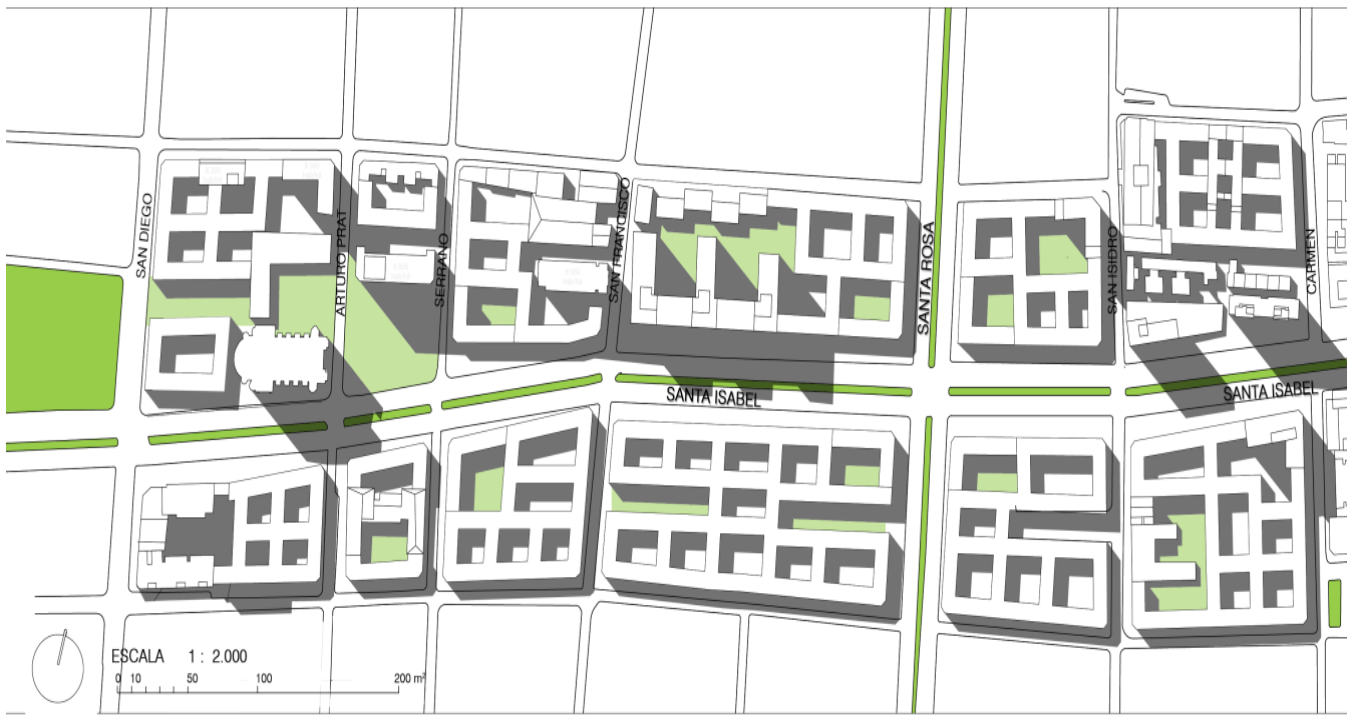 SAN DIEGO
ARTURO PRAT
SERRANO
SAN FRANCISCO
SANTA ROSA
SAN ISIDRO
CARMEN
SANTA ISABEL
SANTA ISABEL
ESCALA 1 : 2.000
0 10 50 100 200 m²